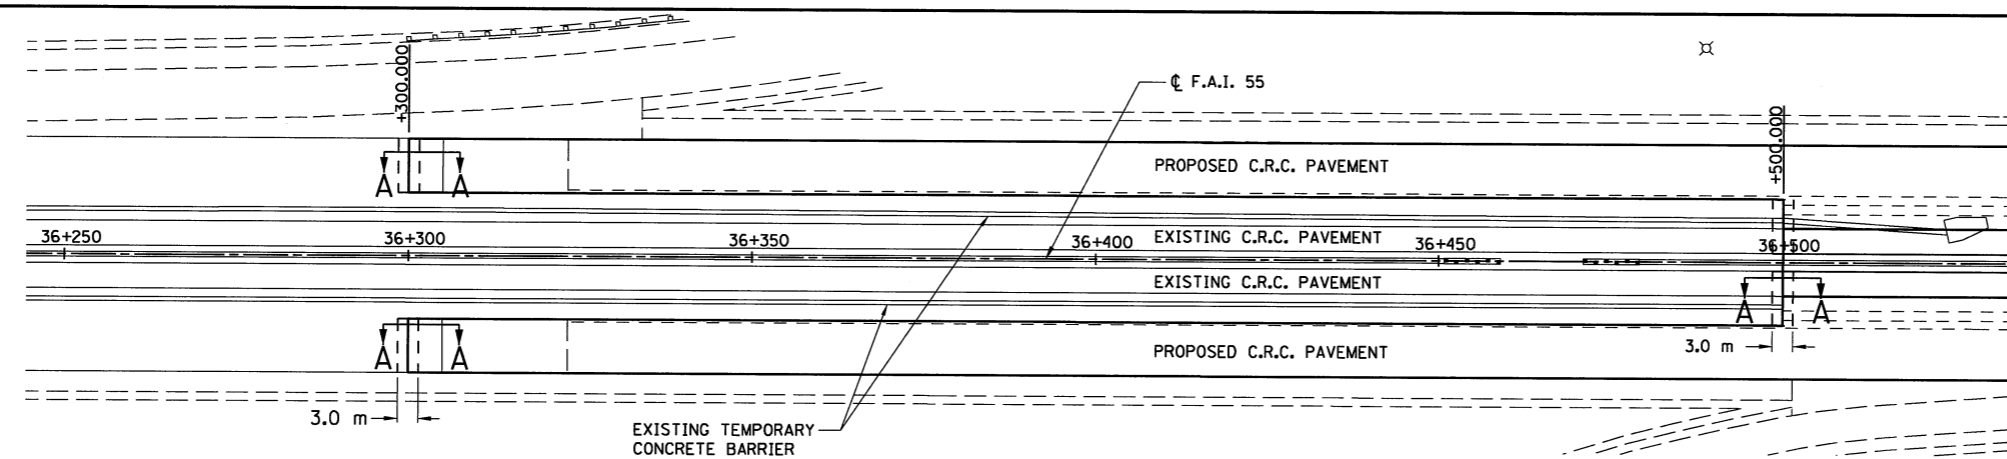 +300.000
℄ F.A.I. 55
+500.000
PROPOSED C.R.C. PAVEMENT
A A
36+250 36+300 36+350 36+400 EXISTING C.R.C. PAVEMENT 36+450 36+500
EXISTING C.R.C. PAVEMENT
A A
A A
PROPOSED C.R.C. PAVEMENT
3.0 m
3.0 m
EXISTING TEMPORARY
CONCRETE BARRIER